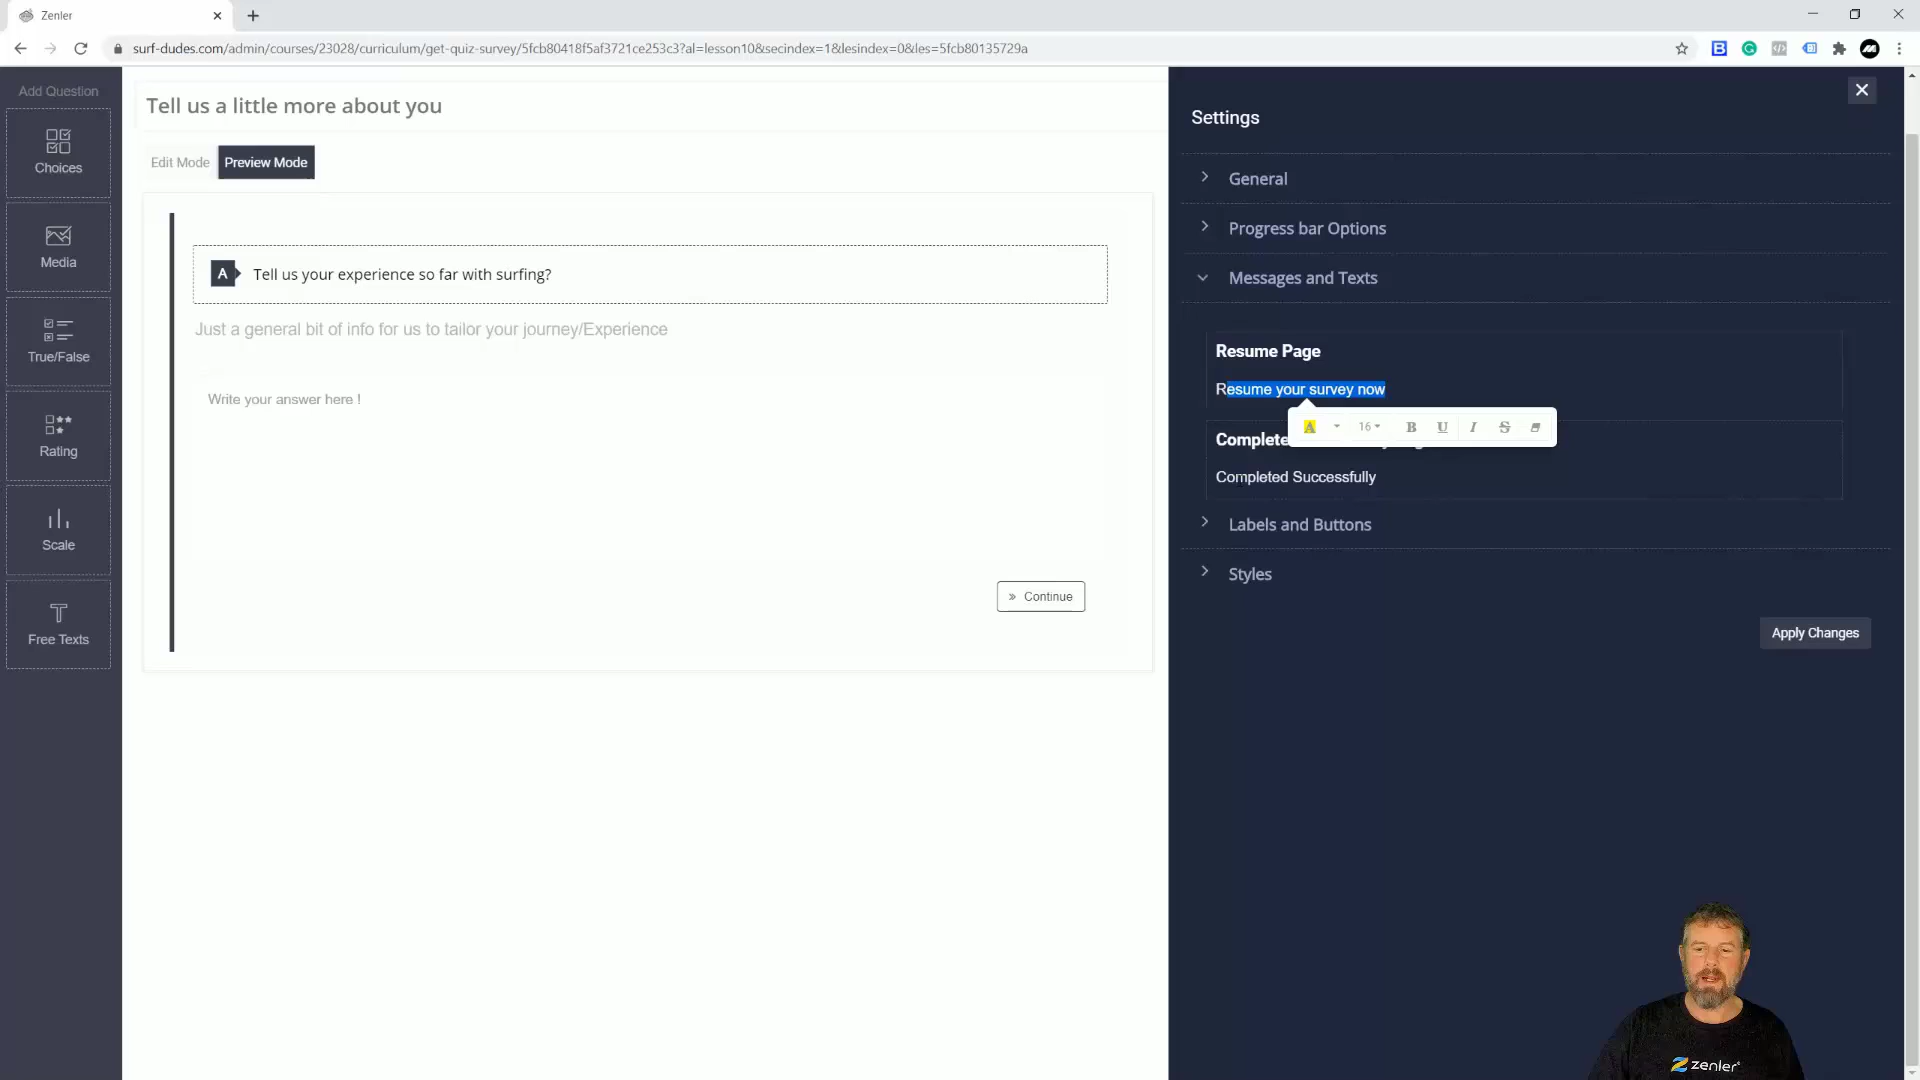 Zenler
surf-dudes.com/admin/courses/23028/curriculum/get-quiz-survey/5fcb80418f5af3721ce253c3?al=lesson10&secindex=1&lesindex=0&les=5fcb80135729a
Add Question
Tell us a little more about you
Settings
Edit Mode
Preview Mode
Choices
General
Media
Progress bar Options
A
Tell us your experience so far with surfing?
Messages and Texts
Just a general bit of info for us to tailor your journey/Experience
True/False
Resume Page
Resume your survey now
Write your answer here !
A
16
B
U
I
S
Rating
Complete
Completed Successfully
Labels and Buttons
Scale
Styles
Continue
Free Texts
Apply Changes
zenler